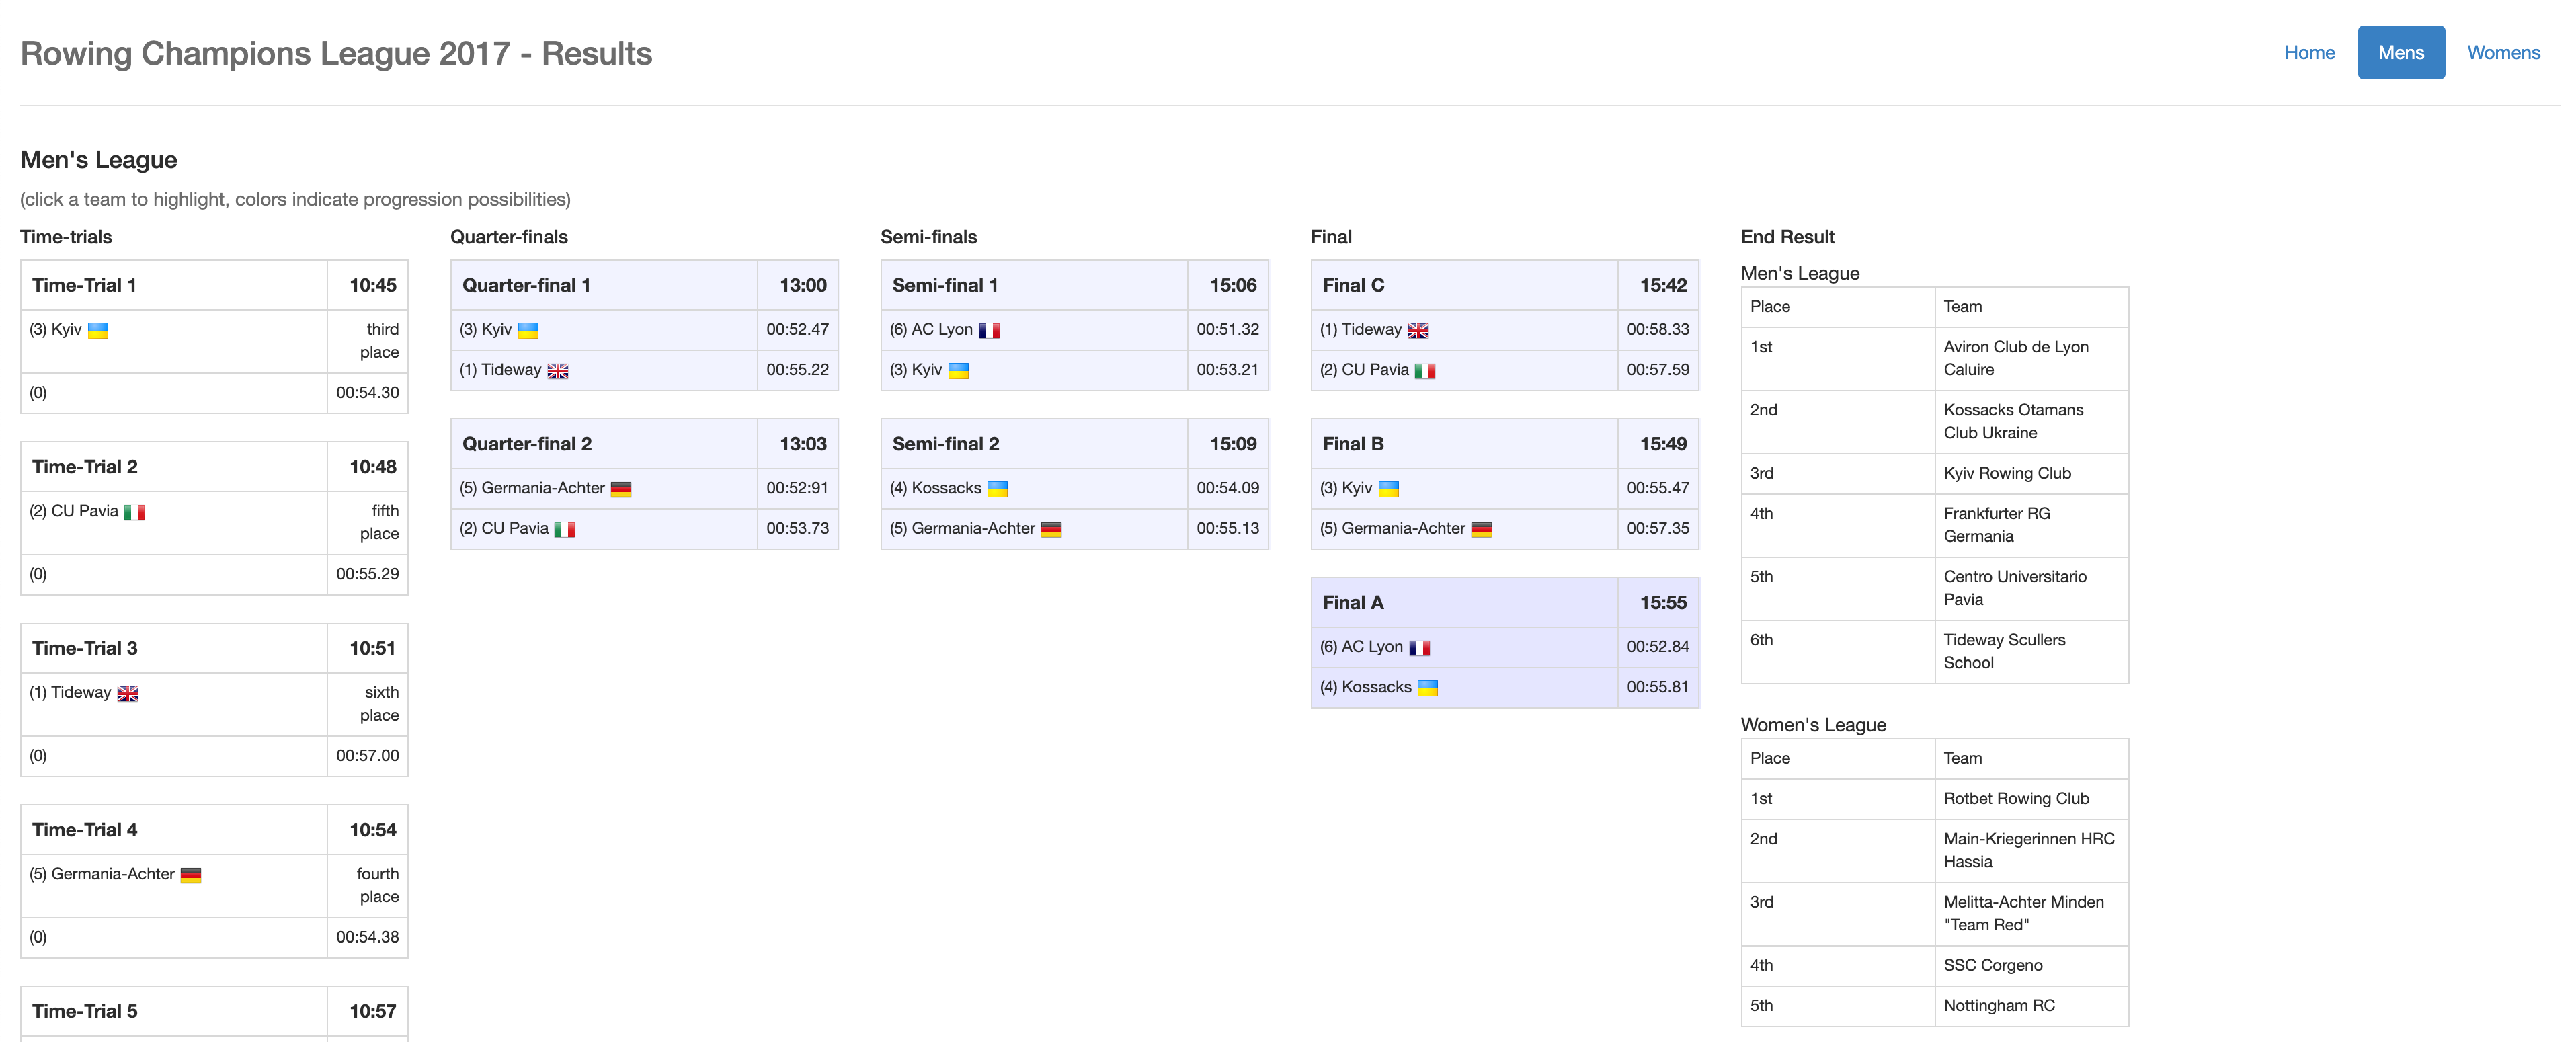 Rowing Champions League 2017 - Results
Home
Mens
Womens
Men's League
(click a team to highlight, colors indicate progression possibilities)
Time-trials
Time-Trial 1 10:45
(3) Kyiv third
place
(0) 00:54.30
Time-Trial 2 10:48
(2) CU Pavia fifth
place
(0) 00:55.29
Time-Trial 3 10:51
(1) Tideway sixth
place
(0) 00:57.00
Time-Trial 4 10:54
(5) Germania-Achter fourth
place
(0) 00:54.38
Time-Trial 5 10:57
Quarter-finals
Quarter-final 1 13:00
(3) Kyiv 00:52.47
(1) Tideway 00:55.22
Quarter-final 2 13:03
(5) Germania-Achter 00:52:91
(2) CU Pavia 00:53.73
Semi-finals
Semi-final 1 15:06
(6) AC Lyon 00:51.32
(3) Kyiv 00:53.21
Semi-final 2 15:09
(4) Kossacks 00:54.09
(5) Germania-Achter 00:55.13
Final
Final C 15:42
(1) Tideway 00:58.33
(2) CU Pavia 00:57.59
Final B 15:49
(3) Kyiv 00:55.47
(5) Germania-Achter 00:57.35
Final A 15:55
(6) AC Lyon 00:52.84
(4) Kossacks 00:55.81
End Result
Men's League
Place Team
1st Aviron Club de Lyon
Caluire
2nd Kossacks Otamans
Club Ukraine
3rd Kyiv Rowing Club
4th Frankfurter RG
Germania
5th Centro Universitario
Pavia
6th Tideway Scullers
School
Women's League
Place Team
1st Rotbet Rowing Club
2nd Main-Kriegerinnen HRC
Hassia
3rd Melitta-Achter Minden
"Team Red"
4th SSC Corgeno
5th Nottingham RC